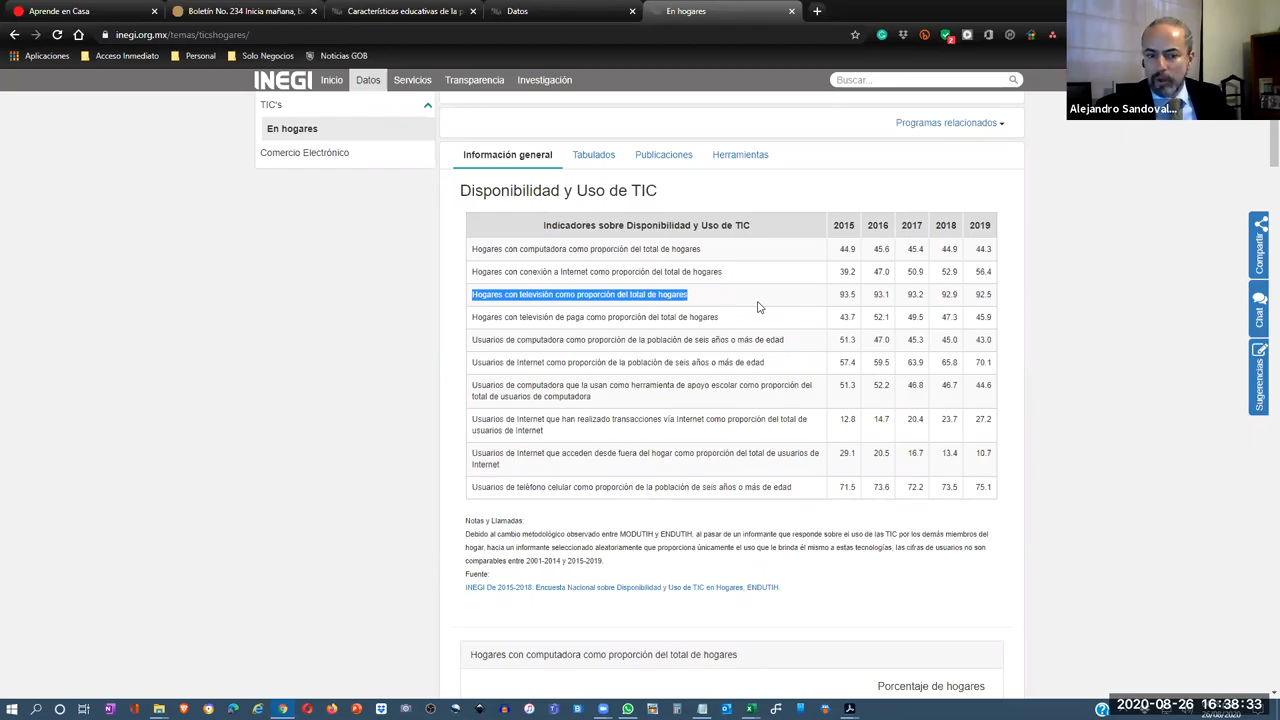 Aprende en Casa
Boletín No. 234 Inicia mañana, b
Características educativas de la p
Datos
En hogares
inegi.org.mx/temas/ticshogares/
2
Aplicaciones
Acceso Inmediato
Personal
Solo Negocios
Noticias GOB
INEGI
Inicio
Datos
Servicios
Transparencia
Investigación
Buscar...
Alejandro Sandoval...
TIC's
En hogares
Comercio Electrónico
Programas relacionados
Información general
Tabulados
Publicaciones
Herramientas
Disponibilidad y Uso de TIC
Indicadores sobre Disponibilidad y Uso de TIC 2015 2016 2017 2018 2019
Hogares con computadora como proporción del total de hogares 44.9 45.6 45.4 44.9 44.3
Hogares con conexión a Internet como proporción del total de hogares 39.2 47.0 50.9 52.9 56.4
Hogares con televisión como proporción del total de hogares 93.5 93.1 93.2 92.9 92.5
Hogares con televisión de paga como proporción del total de hogares 43.7 52.1 49.5 47.3 45.9
Usuarios de computadora como proporción de la población de seis años o más de edad 51.3 47.0 45.3 45.0 43.0
Usuarios de Internet como proporción de la población de seis años o más de edad 57.4 59.5 63.9 65.8 70.1
Usuarios de computadora que la usan como herramienta de apoyo escolar como proporción del 51.3 52.2 46.8 46.7 44.6
total de usuarios de computadora
Usuarios de Internet que han realizado transacciones vía Internet como proporción del total de 12.8 14.7 20.4 23.7 27.2
usuarios de Internet
Usuarios de Internet que acceden desde fuera del hogar como proporción del total de usuarios de 29.1 20.5 16.7 13.4 10.7
Internet
Usuarios de teléfono celular como proporción de la población de seis años o más de edad 71.5 73.6 72.2 73.5 75.1
Compartir
Chat
Sugerencias
Notas y Llamadas:
Debido al cambio metodológico observado entre MODUTIH y ENDUTIH, al pasar de un informante que responde sobre el uso de las TIC por los demás miembros del
hogar, hacia un informante seleccionado aleatoriamente que proporciona únicamente el uso que le brinda él mismo a estas tecnologías, las cifras de usuarios no son
comparables entre 2001-2014 y 2015-2019.
Fuente:
INEGI De 2015-2018. Encuesta Nacional sobre Disponibilidad y Uso de TIC en Hogares, ENDUTIH.
Hogares con computadora como proporción del total de hogares
Porcentaje de hogares
2020-08-26 16:38:33
26/08/2020